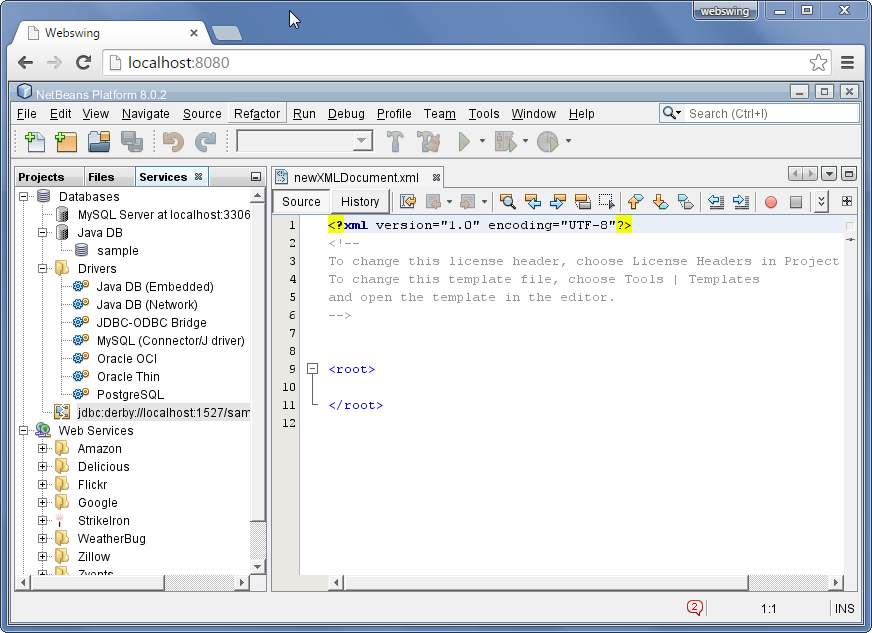 webswing
Webswing
localhost:8080
NetBeans Platform 8.0.2
File Edit View Navigate Source Refactor Run Debug Profile Team Tools Window Help
Search (Ctrl+I)
Projects Files Services
newXMLDocument.xml
Source History
Databases
MySQL Server at localhost:3306
Java DB
sample
Drivers
Java DB (Embedded)
Java DB (Network)
JDBC-ODBC Bridge
MySQL (Connector/J driver)
Oracle OCI
Oracle Thin
PostgreSQL
jdbc:derby://localhost:1527/sam
Web Services
Amazon
Delicious
Flickr
Google
StrikeIron
WeatherBug
Zillow
Zvents
1 <?xml version="1.0" encoding="UTF-8"?>
2 <!--
3 To change this license header, choose License Headers in Project
4 To change this template file, choose Tools | Templates
5 and open the template in the editor.
6 -->
7
8
9 <root>
10
11 </root>
12
2
1:1
INS